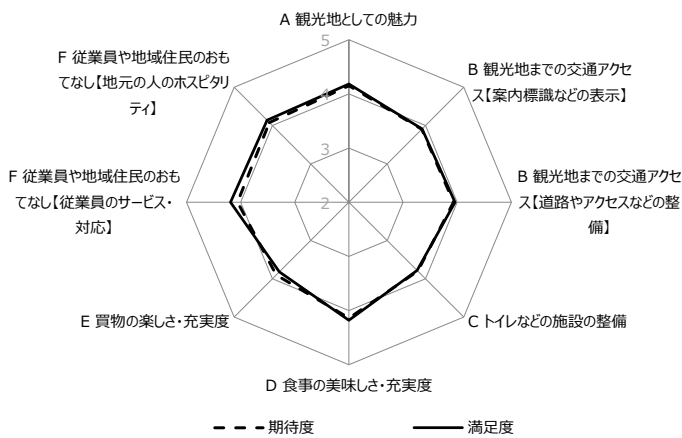 A 観光地としての魅力
B 観光地までの交通アクセ
ス【案内標識などの表示】
B 観光地までの交通アクセ
ス【道路やアクセスなどの整
備】
C トイレなどの施設の整備
D 食事の美味しさ・充実度
E 買物の楽しさ・充実度
F 従業員や地域住民のおも
てなし【従業員のサービス・
対応】
F 従業員や地域住民のおも
てなし【地元の人のホスピタリ
ティ】
5
4
3
2
期待度
満足度